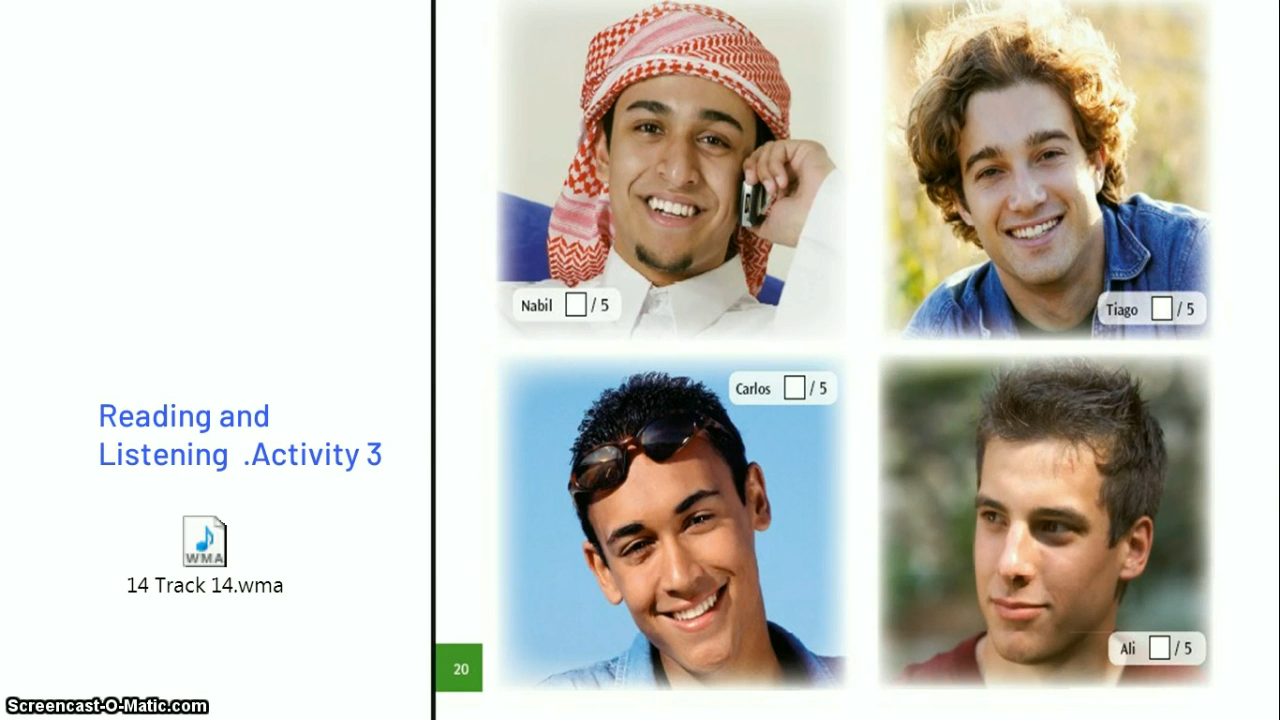 Nabil / 5
Tiago / 5
Carlos / 5
Ali / 5
Reading and
Listening .Activity 3
WMA
14 Track 14.wma
20
Screencast-O-Matic.com